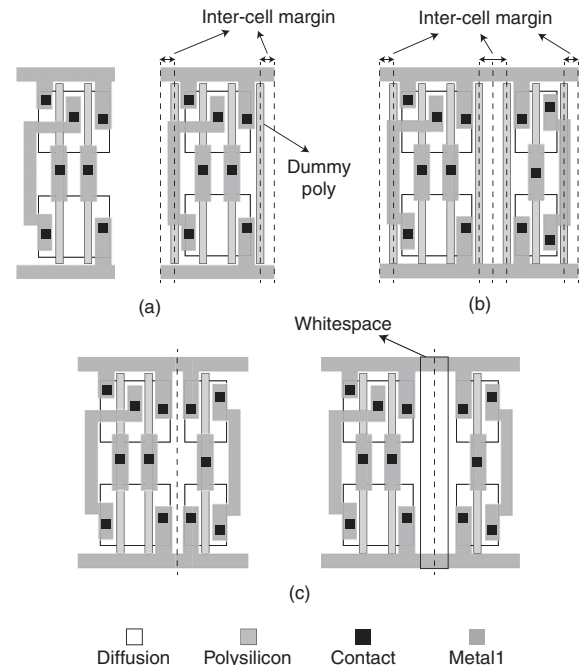 Inter-cell margin
Inter-cell margin
Dummy
poly
(a)
(b)
Whitespace
(c)
Diffusion
Polysilicon
Contact
Metal1